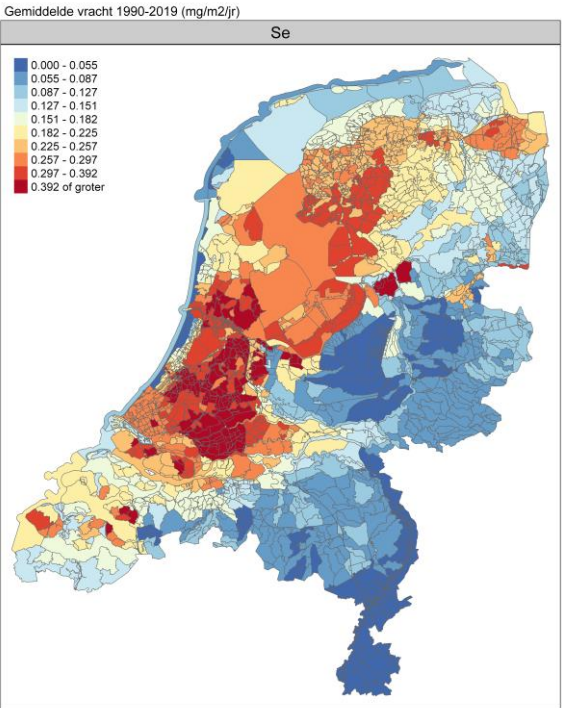 Gemiddelde vracht 1990-2019 (mg/m2/jr)
Se
0.000 - 0.055
0.055 - 0.087
0.087 - 0.127
0.127 - 0.151
0.151 - 0.182
0.182 - 0.225
0.225 - 0.257
0.257 - 0.297
0.297 - 0.392
0.392 of groter